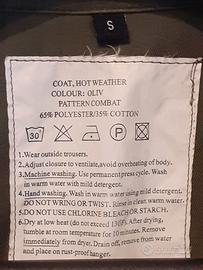 S
COAT, HOT WEATHER
COLOUR: OLIV
PATTERN COMBAT
65% POLYESTER/35% COTTON
30
P
1.Wear outside trousers.
2.Adjust closure to ventilate,avoid overheating of body.
3.Machine washing. Use permanent press cycle. Wash
in warm water with mild detergent.
4.Hand washing. Wash in warm water using mild detergent.
DO NOT WRING OR TWIST. Rinse in clean warm water.
5.DO NOT USE CHLORINE BLEACH OR STARCH.
6.Dry at low heat (do not exceed 130F). After drying,
tumble at room temperature for 10 minutes. Remove
immediately from dryer. Drain off, remove water and
and place on rust-proof hanger.